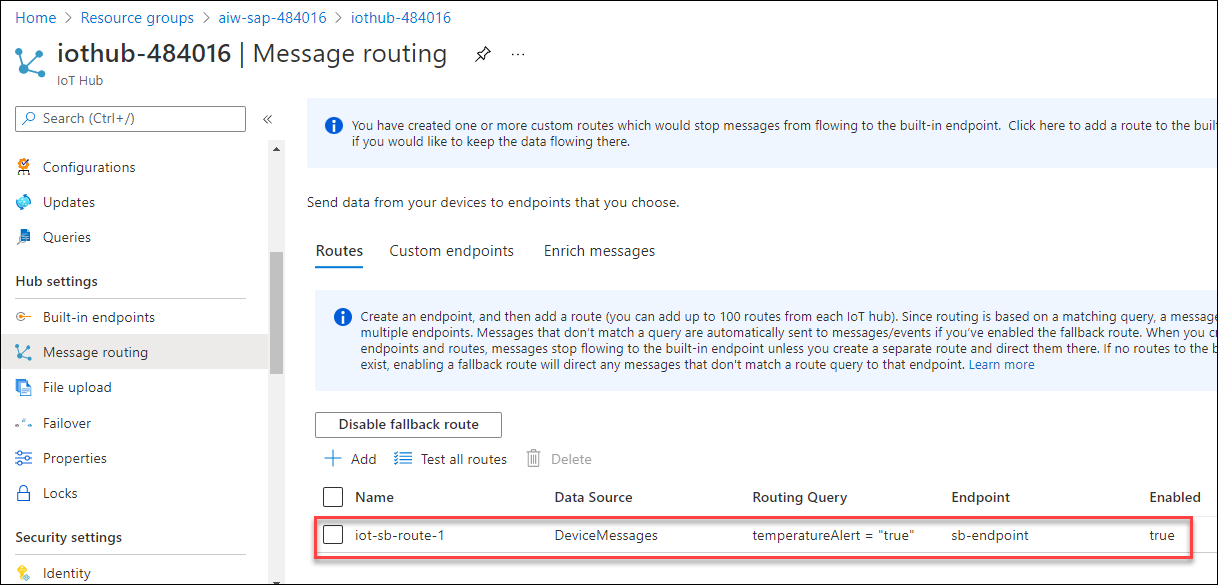 Home > Resource groups > aiw-sap-484016 > iothub-484016
iothub-484016 | Message routing ...
IoT Hub
Search (Ctrl+/) «
Configurations
Updates
Queries
Hub settings
Built-in endpoints
Message routing
File upload
Failover
Properties
Locks
Security settings
Identity
You have created one or more custom routes which would stop messages from flowing to the built-in endpoint. Click here to add a route to the
if you would like to keep the data flowing there.
Send data from your devices to endpoints that you choose.
Routes Custom endpoints Enrich messages
Create an endpoint, and then add a route (you can add up to 100 routes from each IoT hub). Since routing is based on a matching query, a
multiple endpoints. Messages that don't match a query are automatically sent to messages/events if you've enabled the fallback route. When you
endpoints and routes, messages stop flowing to the built-in endpoint unless you create a separate route and direct them there. If no routes to the
exist, enabling a fallback route will direct any messages that don't match a route query to that endpoint. Learn more
Disable fallback route
Add Test all routes Delete
Name Data Source Routing Query Endpoint Enabled
iot-sb-route-1 DeviceMessages temperatureAlert = "true" sb-endpoint true